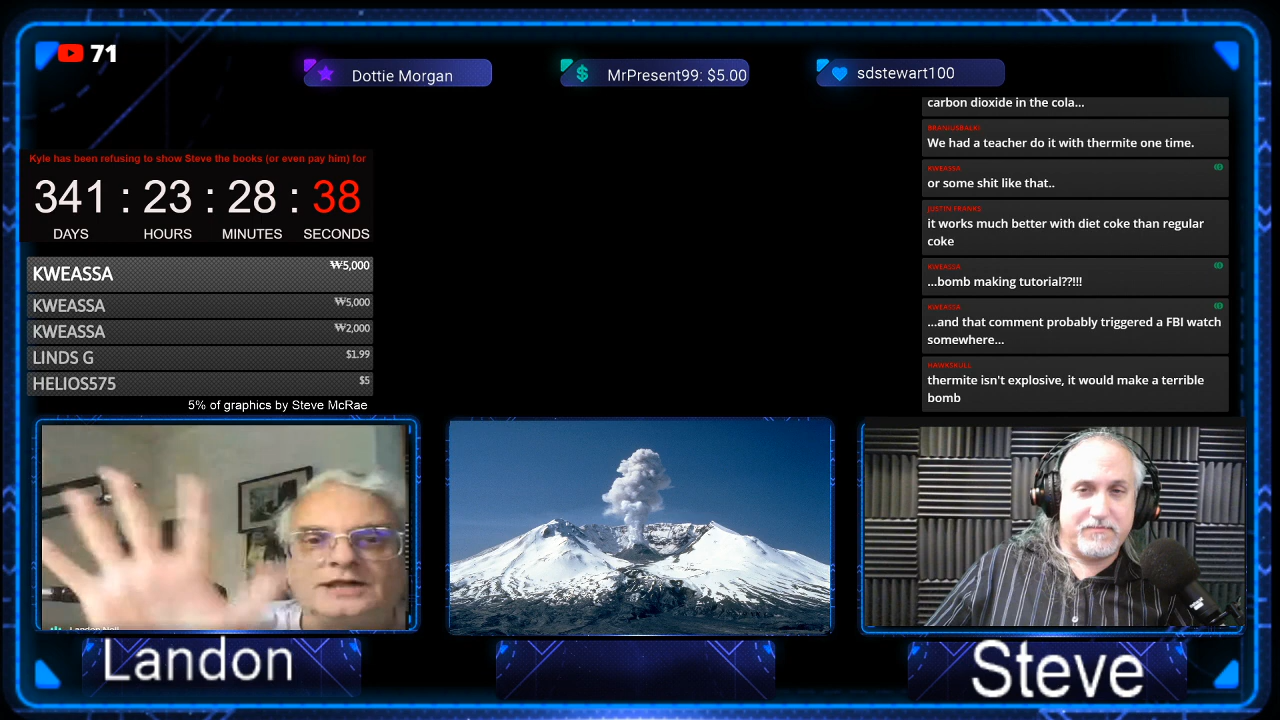 71
Dottie Morgan
MrPresent99: $5.00
sdstewart100
Kyle has been refusing to show Steve the books (or even pay him) for
341 : 23 : 28 : 38
DAYS HOURS MINUTES SECONDS
KWEASSA ₩5,000
KWEASSA ₩5,000
KWEASSA ₩2,000
LINDS G $1.99
HELIOS575 $5
5% of graphics by Steve McRae
carbon dioxide in the cola...
We had a teacher do it with thermite one time.
KWEASSA
or some shit like that..
JUSTIN FRANKS
it works much better with diet coke than regular
coke
KWEASSA
...bomb making tutorial??!!!
KWEASSA
...and that comment probably triggered a FBI watch
somewhere...
HAWKSKULL
thermite isn't explosive, it would make a terrible
bomb
Landon
Steve